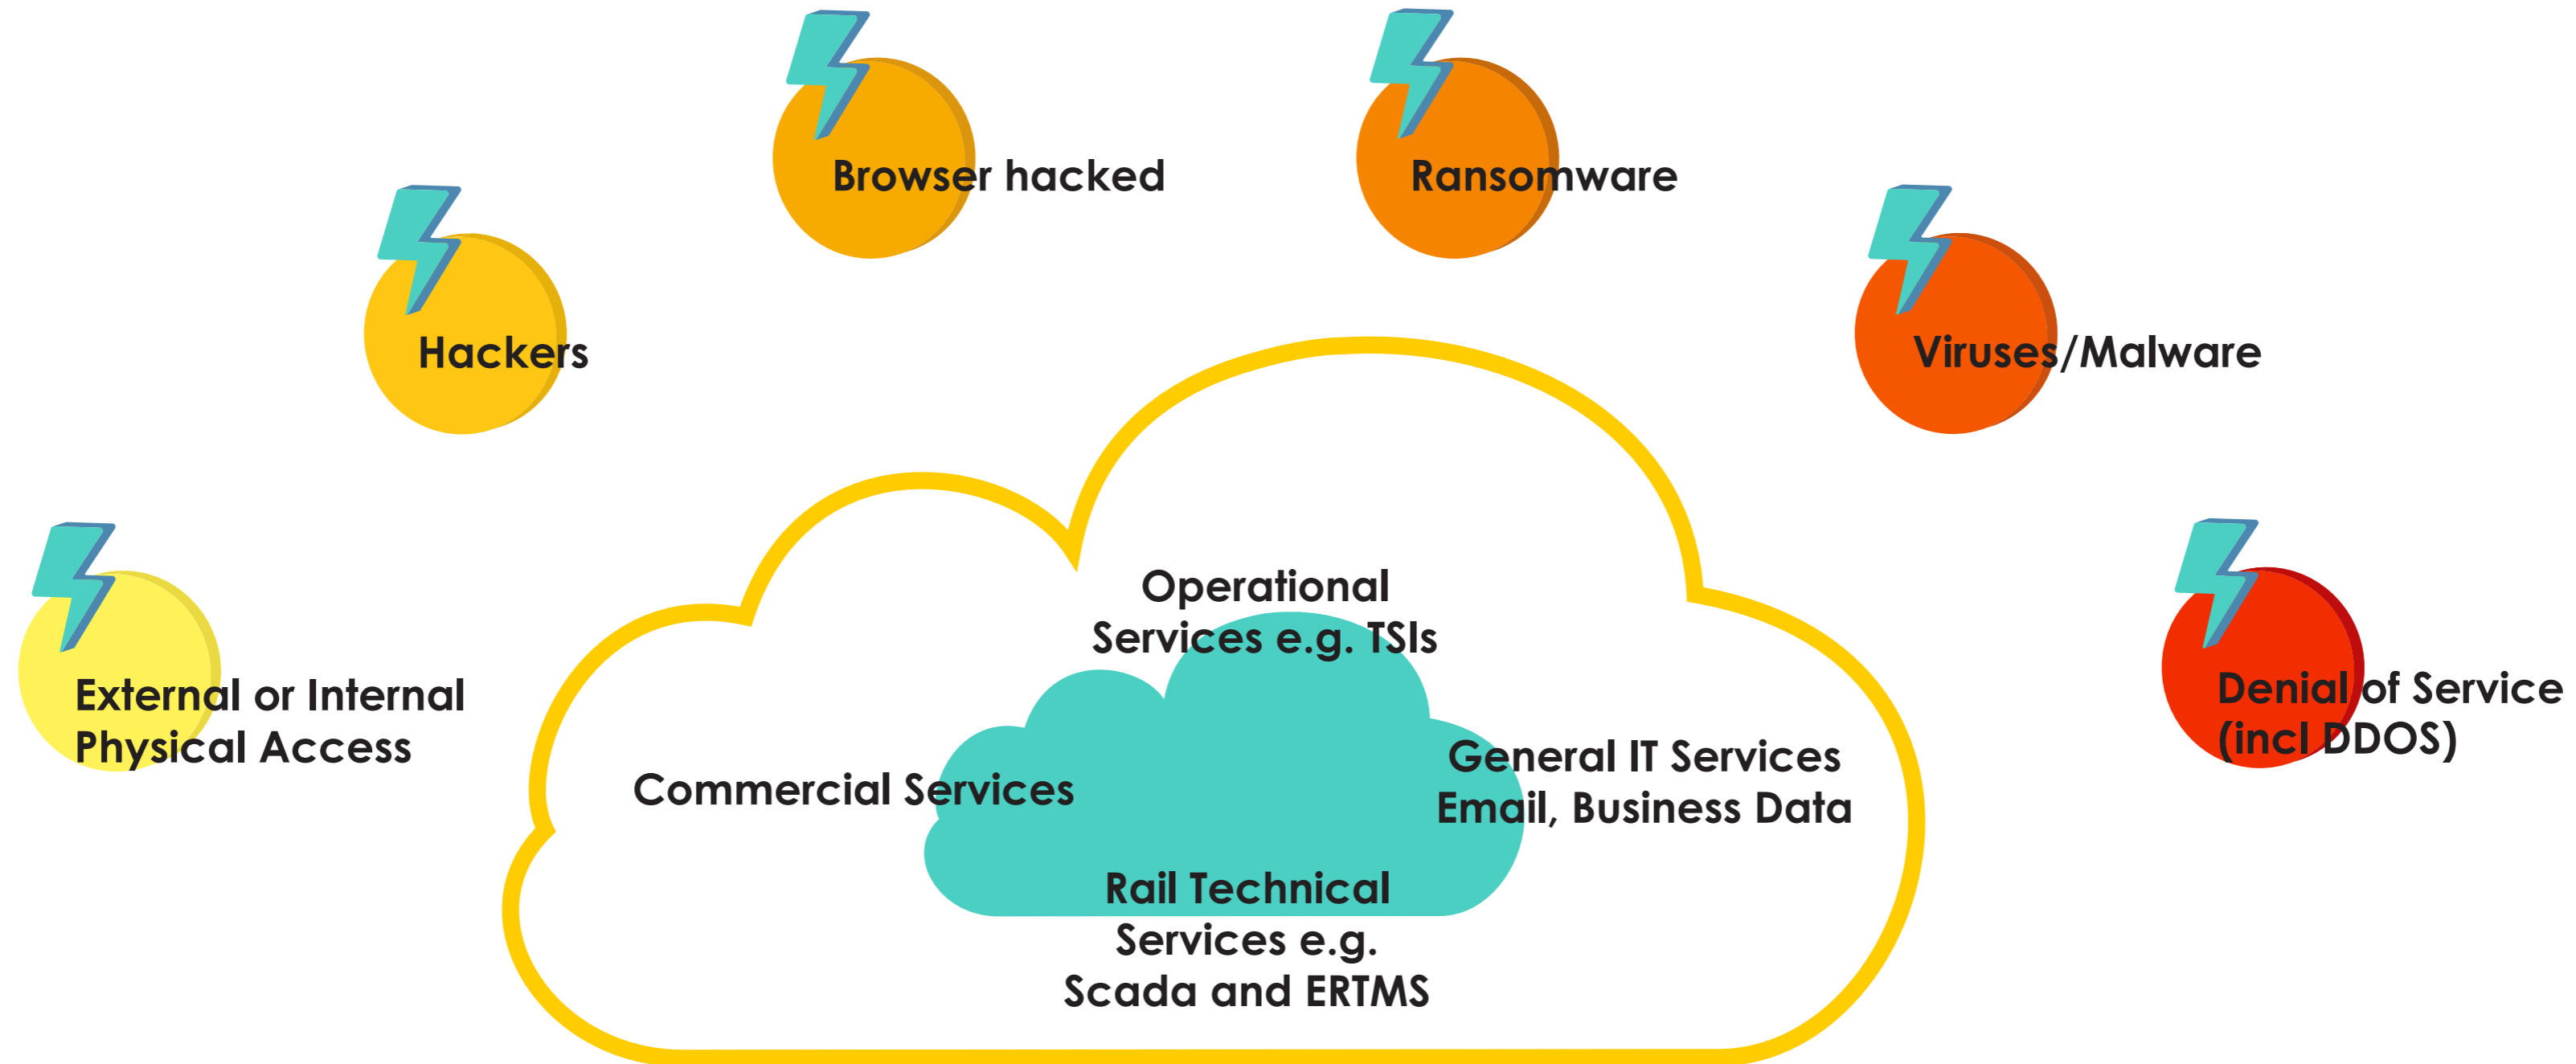 Browser hacked
Ransomware
Hackers
Viruses/Malware
External or Internal
Physical Access
Denial of Service
(incl DDOS)
Operational
Services e.g. TSIs
Commercial Services
General IT Services
Email, Business Data
Rail Technical
Services e.g.
Scada and ERTMS